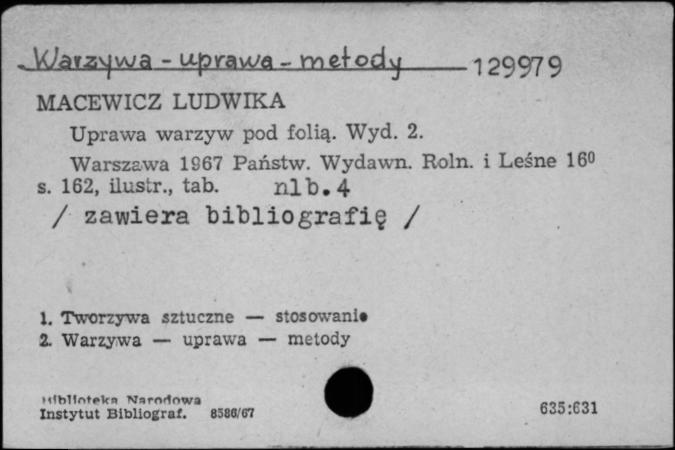 Warzywa - uprawa - metody 129979
MACEWICZ LUDWIKA
Uprawa warzyw pod folią. Wyd. 2.
Warszawa 1967 Państw. Wydawn. Roln. i Leśne 16⁰
s. 162, ilustr., tab. nlb. 4
/ zawiera bibliografię /
1. Tworzywa sztuczne — stosowanie
2. Warzywa — uprawa — metody
Biblioteka Narodowa
Instytut Bibliograf. 8586/67
635:631